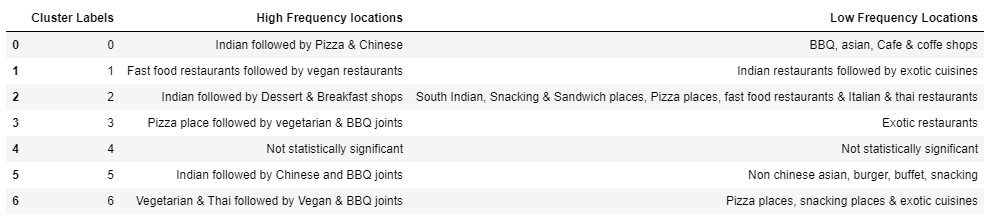 Cluster Labels High Frequency locations Low Frequency Locations
0 0 Indian followed by Pizza & Chinese BBQ, asian, Cafe & coffe shops
1 1 Fast food restaurants followed by vegan restaurants Indian restaurants followed by exotic cuisines
2 2 Indian followed by Dessert & Breakfast shops South Indian, Snacking & Sandwich places, Pizza places, fast food restaurants & Italian & thai restaurants
3 3 Pizza place followed by vegetarian & BBQ joints Exotic restaurants
4 4 Not statistically significant Not statistically significant
5 5 Indian followed by Chinese and BBQ joints Non chinese asian, burger, buffet, snacking
6 6 Vegetarian & Thai followed by Vegan & BBQ joints Pizza places, snacking places & exotic cuisines